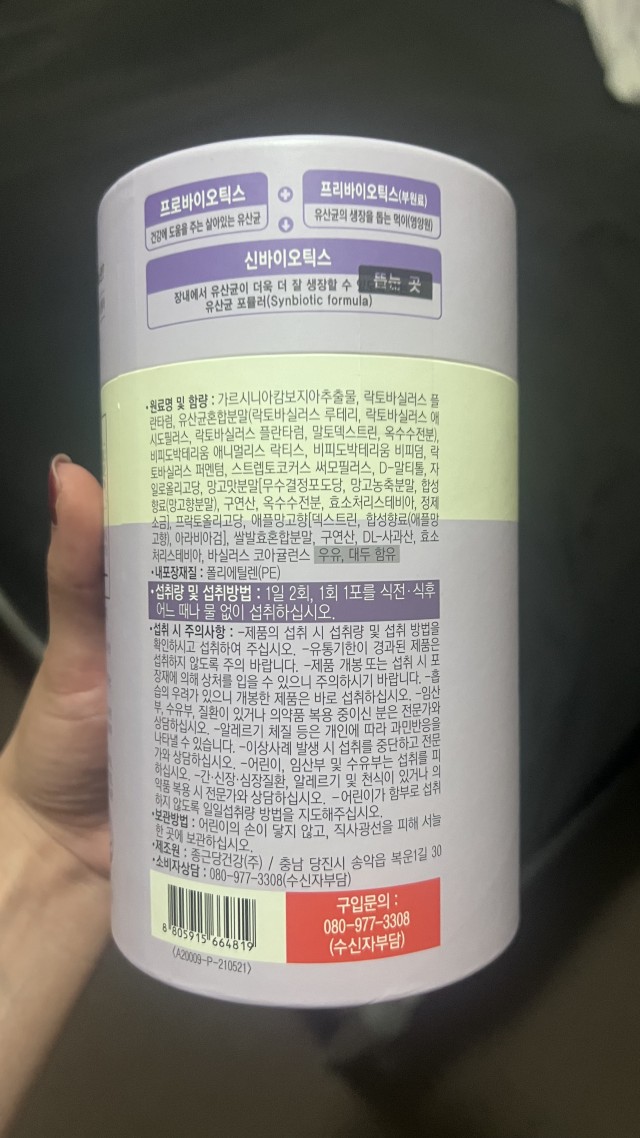 프로바이오틱스
건강에 도움을 주는 살아있는 유산균
프리바이오틱스(부원료)
유산균의 생장을 돕는 먹이(영양원)
신바이오틱스
장내에서 유산균이 더욱 더 잘 생장할 수
뜯는 곳
유산균 포뮬러(Synbiotic formula)
•원료명 및 함량 : 가르시니아캄보지아추출물, 락토바실러스 플
란타럼, 유산균혼합분말(락토바실러스 루테리, 락토바실러스 애
시도필러스, 락토바실러스 플란타럼, 말토덱스트린, 옥수수전분),
비피도박테리움 애니멀리스 락티스, 비피도박테리움 비피덤, 락
토바실러스 퍼멘텀, 스트렙토코커스 써모필러스, D-말티톨, 자
일로올리고당, 망고맛분말[무수결정포도당, 망고농축분말, 합성
향료(망고향분말), 구연산, 옥수수전분, 효소처리스테비아, 정제
소금], 프락토올리고당, 애플망고향[덱스트린, 합성향료(애플망
고향), 아라비아검], 쌀발효혼합분말, 구연산, DL-사과산, 효소
처리스테비아, 바실러스 코아귤런스 우유, 대두 함유
•내포장재질 : 폴리에틸렌(PE)
•섭취량 및 섭취방법 : 1일 2회, 1회 1포를 식전·식후
어느 때나 물 없이 섭취하십시오.
•섭취 시 주의사항 : -제품의 섭취 시 섭취량 및 섭취 방법을
확인하시고 섭취하여 주십시오. -유통기한이 경과된 제품은
섭취하지 않도록 주의 바랍니다. -제품 개봉 또는 섭취 시 포
장재에 의해 상처를 입을 수 있으니 주의하시기 바랍니다. -흡
습의 우려가 있으니 개봉한 제품은 바로 섭취하십시오. -임산
부, 수유부, 질환이 있거나 의약품 복용 중이신 분은 전문가와
상담하십시오. -알레르기 체질 등은 개인에 따라 과민반응을
나타낼 수 있습니다. -이상사례 발생 시 섭취를 중단하고 전문
가와 상담하십시오. -어린이, 임산부 및 수유부는 섭취를 피
하십시오. -간·신장·심장질환, 알레르기 및 천식이 있거나 의
약품 복용 시 전문가와 상담하십시오. -어린이가 함부로 섭취
하지 않도록 일일섭취량 방법을 지도해주십시오.
•보관방법 : 어린이의 손이 닿지 않고, 직사광선을 피해 서늘
한 곳에 보관하십시오.
•제조원 : 종근당건강(주) / 충남 당진시 송악읍 복운1길 30
•소비자상담 : 080-977-3308(수신자부담)
8 805915 664819
구입문의 :
080-977-3308
(수신자부담)
(A20009-P-210521)